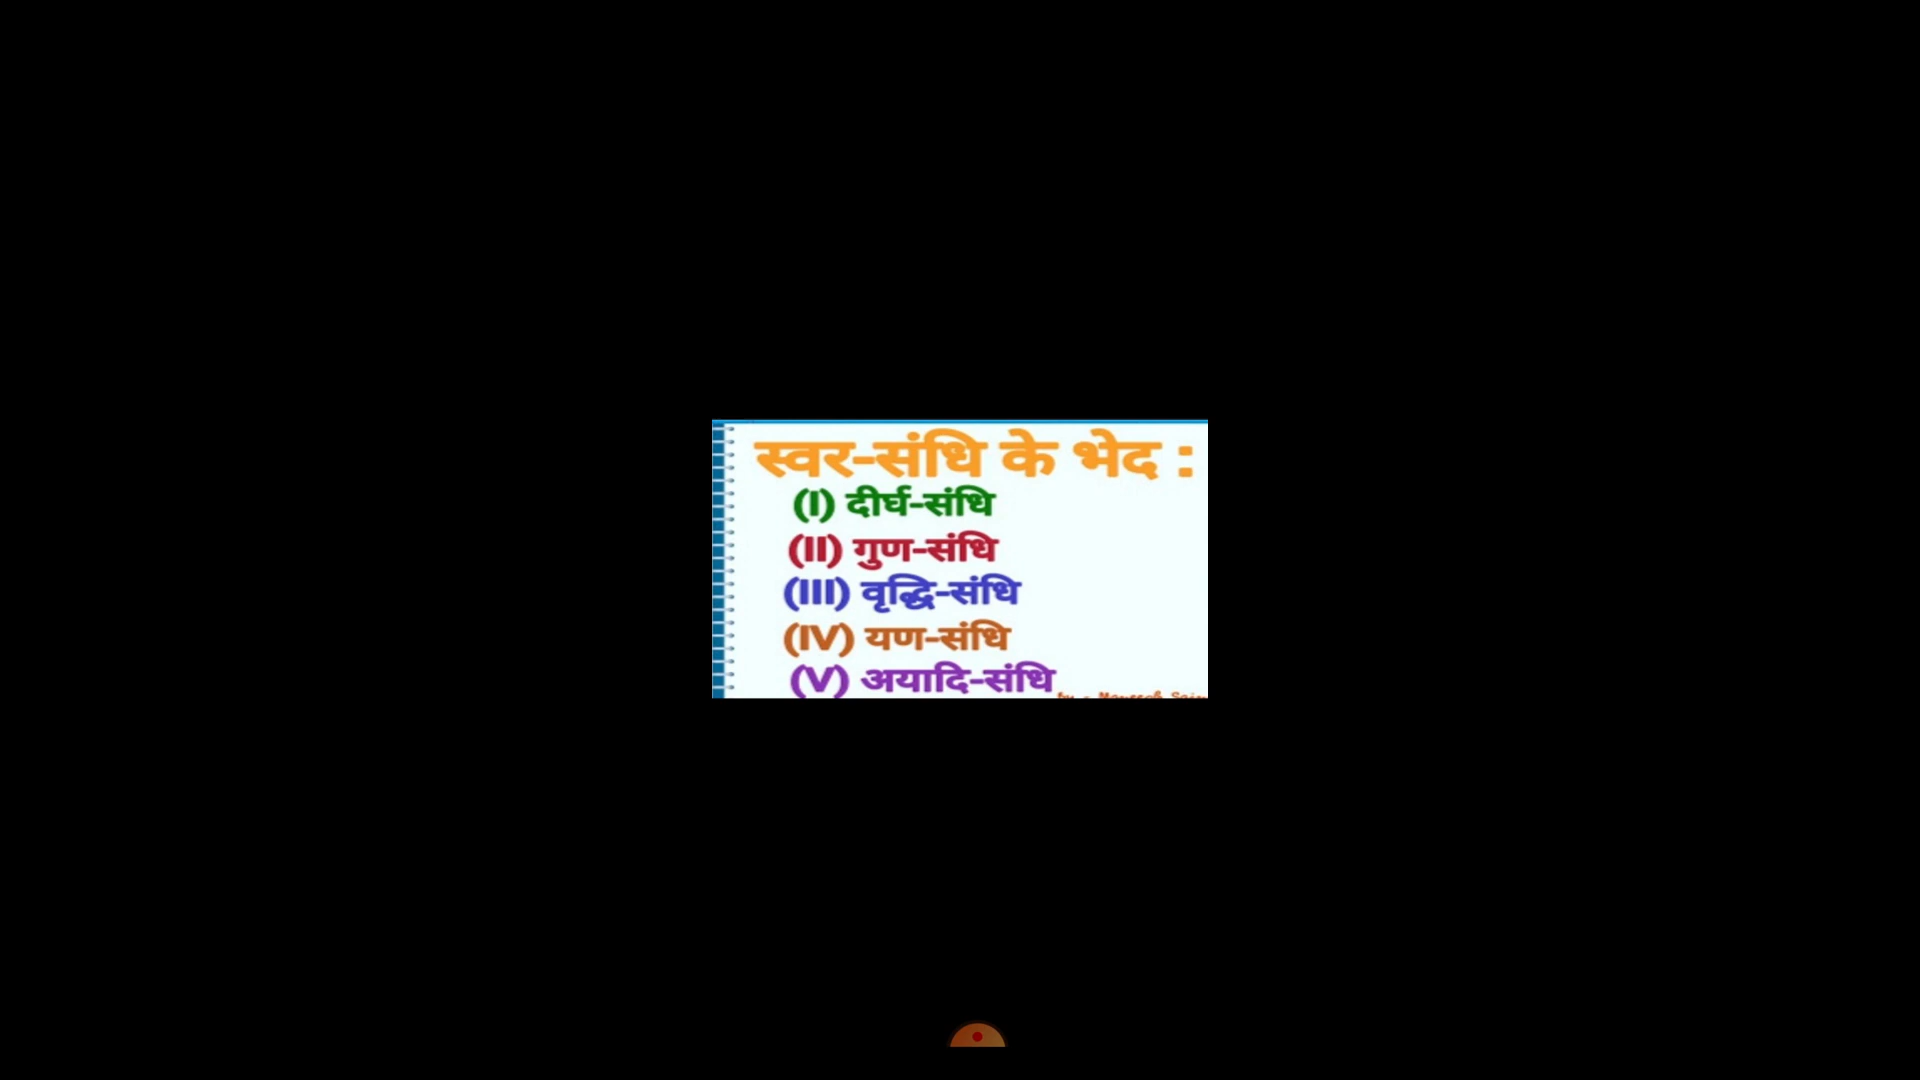 स्वर-संधि के भेद :
(I) दीर्घ-संधि
(II) गुण-संधि
(III) वृद्धि-संधि
(IV) यण-संधि
(V) अयादि-संधि